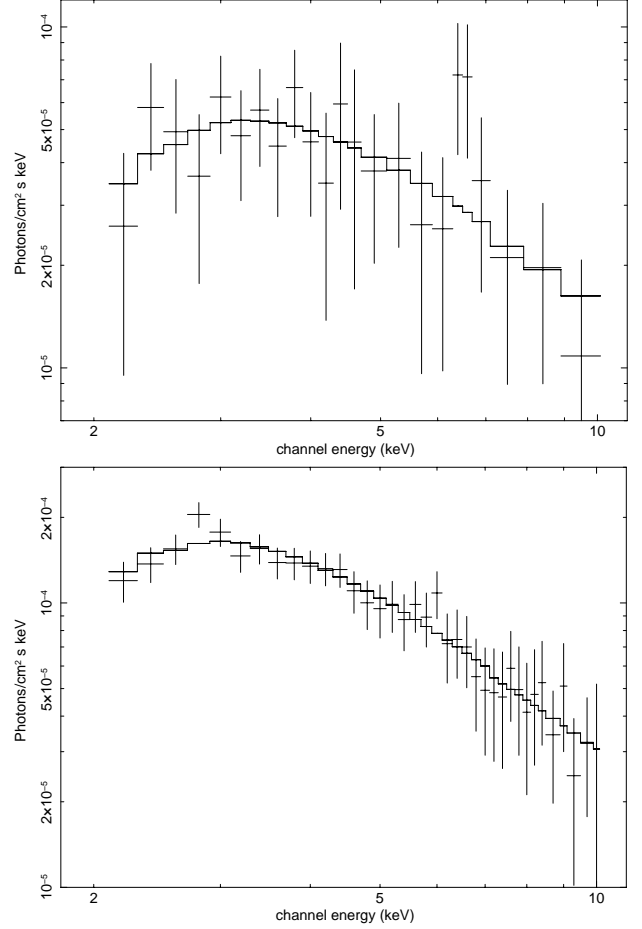 10⁻⁴
5×10⁻⁵
2×10⁻⁵
10⁻⁵
Photons/cm² s keV
2 5 10
channel energy (keV)
2×10⁻⁴
10⁻⁴
5×10⁻⁵
2×10⁻⁵
10⁻⁵
Photons/cm² s keV
2 5 10
channel energy (keV)